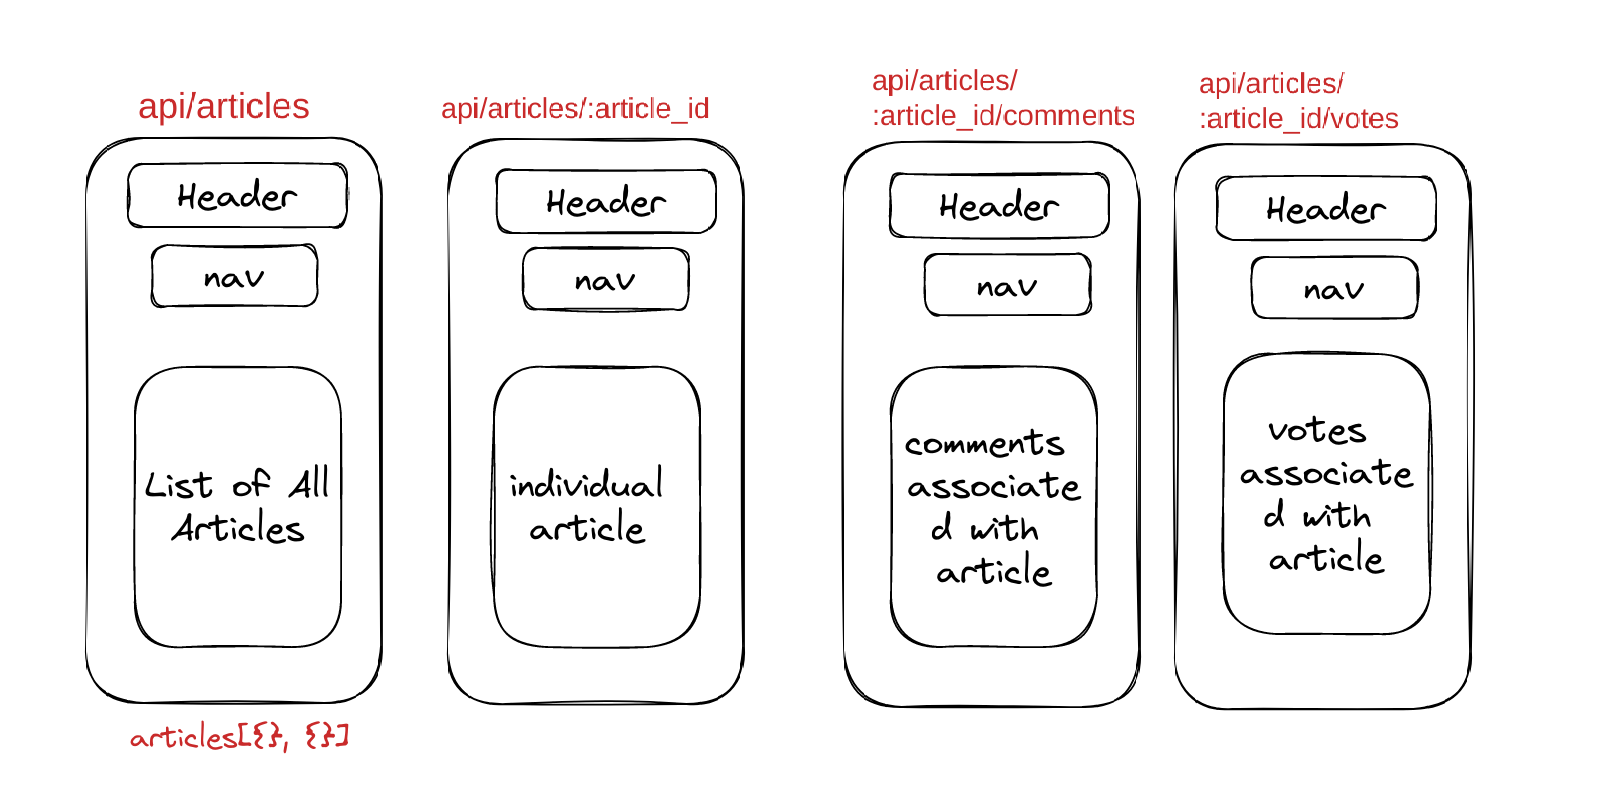 api/articles
Header
nav
List of All
Articles
articles[{}, {}]
api/articles/:article_id
Header
nav
individual
article
api/articles/
:article_id/comments
Header
nav
comments
associate
d with
article
api/articles/
:article_id/votes
Header
nav
votes
associate
d with
article